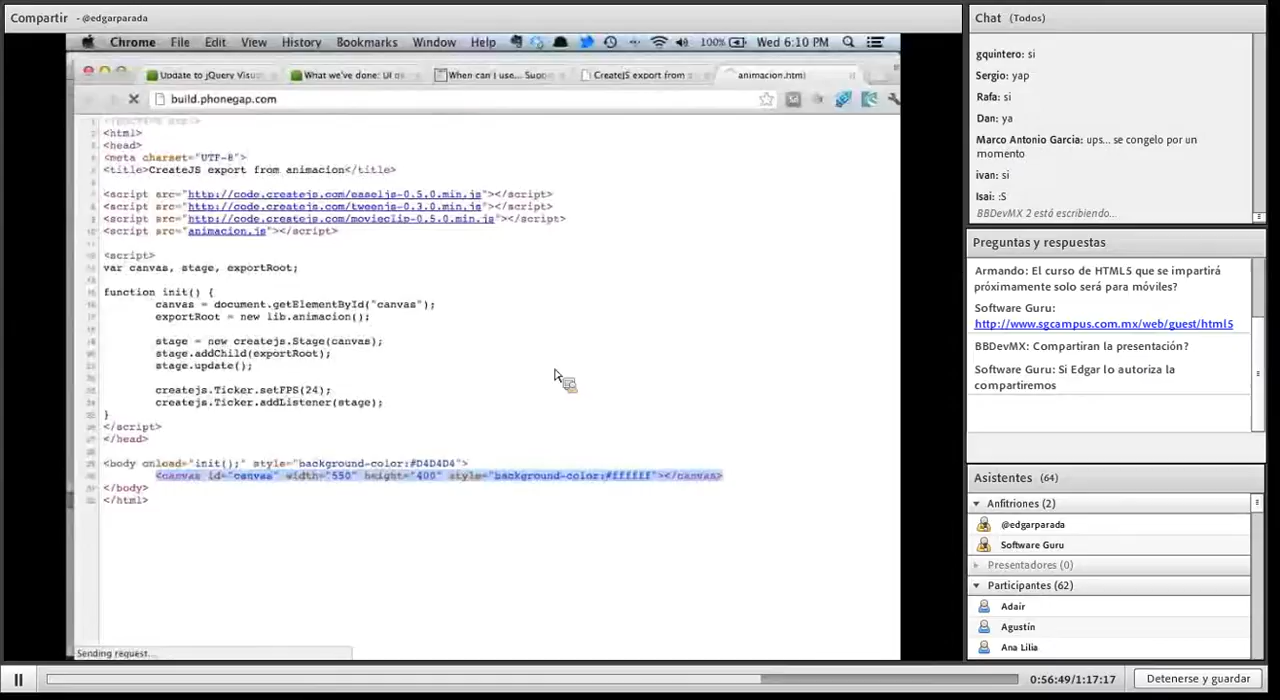 Compartir - @edgarparada
Chrome File Edit View History Bookmarks Window Help 100% Wed 6:10 PM
Update to jQuery Visu
What we've done: UI
When can I use... Suppo
CreateJS export from
animacion.html
build.phonegap.com
<html>
<head>
<meta charset="UTF-8">
<title>CreateJS export from animacion</title>
<script src="http://code.createjs.com/easeljs-0.5.0.min.js"></script>
<script src="http://code.createjs.com/tweenjs-0.3.0.min.js"></script>
<script src="http://code.createjs.com/movieclip-0.5.0.min.js"></script>
<script src="animacion.js"></script>
<script>
var canvas, stage, exportRoot;
function init() {
canvas = document.getElementById("canvas");
exportRoot = new lib.animacion();
stage = new createjs.Stage(canvas);
stage.addChild(exportRoot);
stage.update();
createjs.Ticker.setFPS(24);
createjs.Ticker.addListener(stage);
}
</script>
</head>
<body onload="init();" style="background-color:#D4D4D4">
<canvas id="canvas" width="550" height="400" style="background-color:#ffffff"></canvas>
</body>
</html>
Sending request...
Chat (Todos)
gquintero: si
Sergio: yap
Rafa: si
Dan: ya
Marco Antonio Garcia: ups... se congelo por un
momento
ivan: si
Isai: :S
BBDevMX 2 está escribiendo...
Preguntas y respuestas
Armando: El curso de HTML5 que se impartirá
próximamente solo será para móviles?
Software Guru:
http://www.sgcampus.com.mx/web/guest/html5
BBDevMX: Compartiran la presentación?
Software Guru: Si Edgar lo autoriza la
compartiremos
Asistentes (64)
Anfitriones (2)
@edgarparada
Software Guru
Presentadores (0)
Participantes (62)
Adair
Agustín
Ana Lilia
0:56:49/1:17:17
Detenerse y guardar